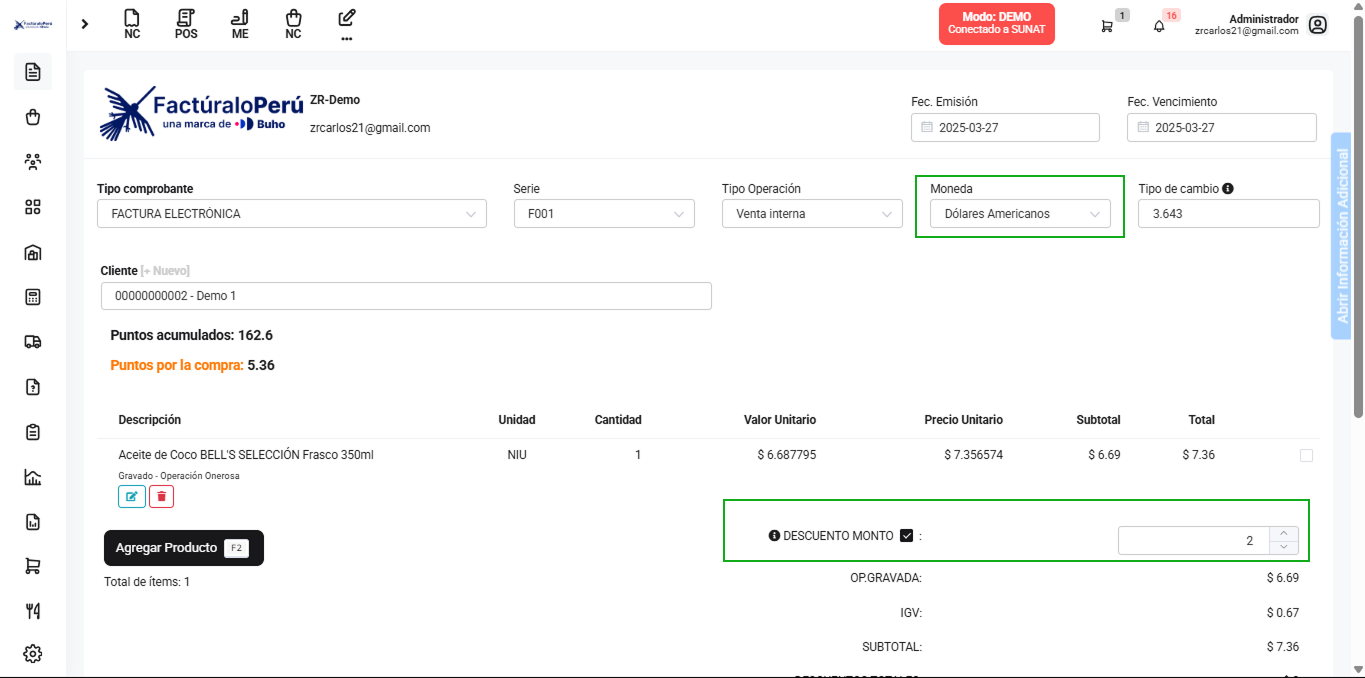 FactúraloPerú
NC POS ME NC ...
Modo: DEMO
Conectado a SUNAT
1
16
Administrador
zrcarlos21@gmail.com
FactúraloPerú
una marca de Buho
ZR-Demo
zrcarlos21@gmail.com
Fec. Emisión Fec. Vencimiento
2025-03-27 2025-03-27
Abrir Información Adicional
Tipo comprobante Serie Tipo Operación Moneda Tipo de cambio
FACTURA ELECTRÓNICA F001 Venta interna Dólares Americanos 3.643
Cliente [+ Nuevo]
00000000002 - Demo 1
Puntos acumulados: 162.6
Puntos por la compra: 5.36
Descripción Unidad Cantidad Valor Unitario Precio Unitario Subtotal Total
Aceite de Coco BELL'S SELECCIÓN Frasco 350ml NIU 1 $ 6.687795 $ 7.356574 $ 6.69 $ 7.36
Gravado - Operación Onerosa
Agregar Producto F2
Total de ítems: 1
DESCUENTO MONTO : 2
OP.GRAVADA: $ 6.69
IGV: $ 0.67
SUBTOTAL: $ 7.36